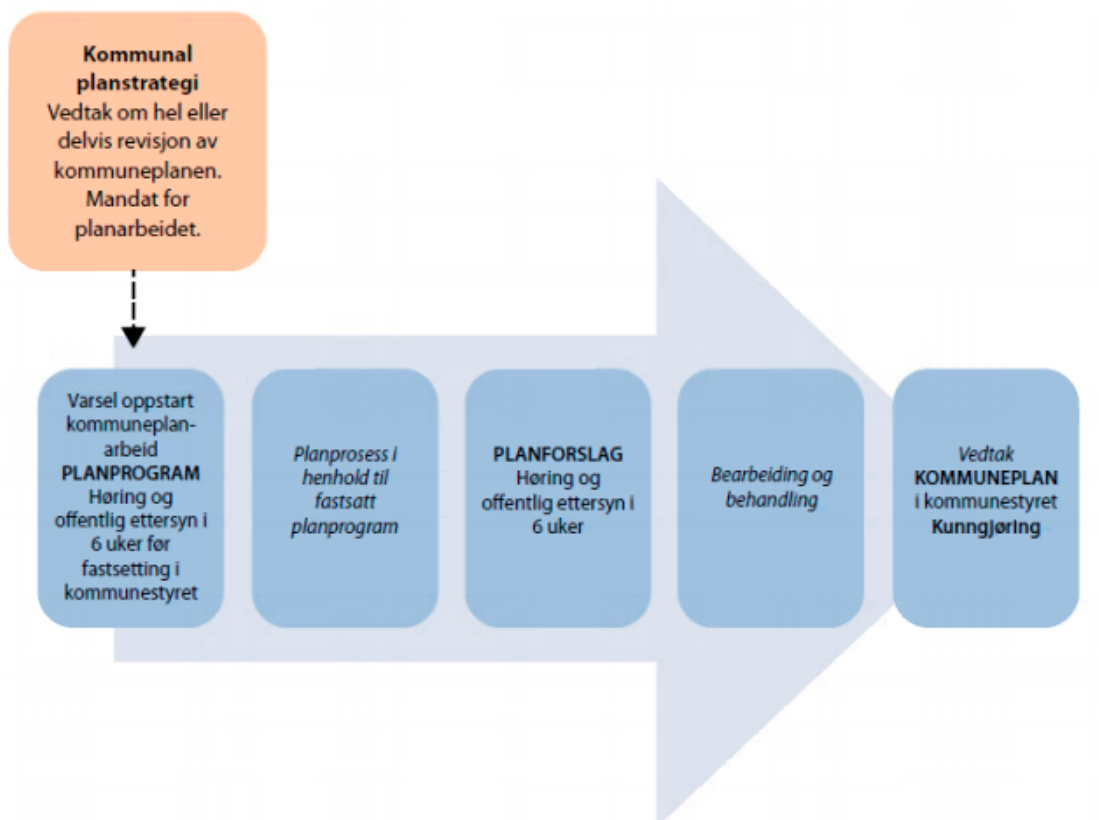 Kommunal
planstrategi
Vedtak om hel eller
delvis revisjon av
kommuneplanen.
Mandat for
planarbeidet.
Varsel oppstart
kommuneplan-
arbeid
PLANPROGRAM
Høring og
offentlig ettersyn i
6 uker før
fastsetting i
kommunestyret
Planprosess i
henhold til
fastsatt
planprogram
PLANFORSLAG
Høring og
offentlig ettersyn i
6 uker
Bearbeiding og
behandling
Vedtak
KOMMUNEPLAN
i kommunestyret
Kunngjøring